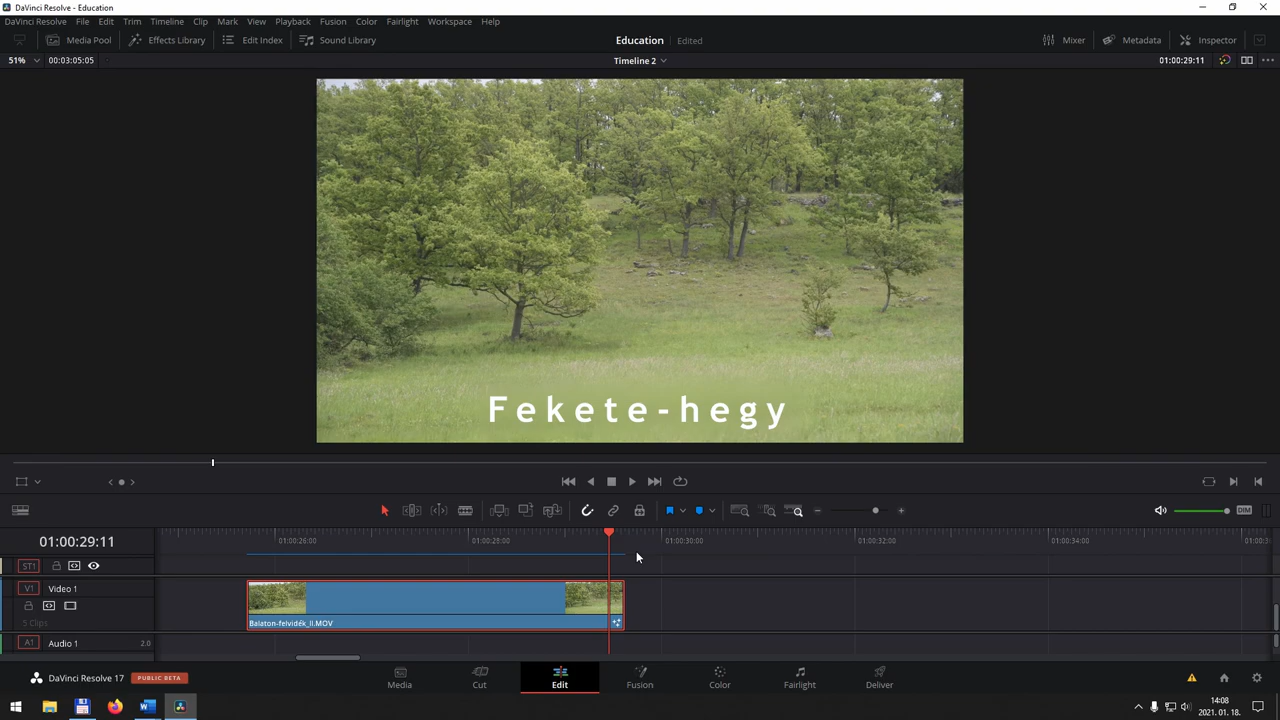 DaVinci Resolve - Education
DaVinci Resolve File Edit Trim Timeline Clip Mark View Playback Fusion Color Fairlight Workspace Help
Media Pool Effects Library Edit Index Sound Library Education Edited Mixer Metadata Inspector
51% 00:03:05:05 Timeline 2 01:00:29:11
Fekete-hegy
DIM
01:00:29:11 01:00:26:00 01:00:28:00 01:00:30:00 01:00:32:00 01:00:34:00
ST1
V1 Video 1
5 Clips
Balaton-felvidék_II.MOV
A1 Audio 1 2.0
DaVinci Resolve 17 PUBLIC BETA Media Cut Edit Fusion Color Fairlight Deliver
14:08
2021. 01. 18.